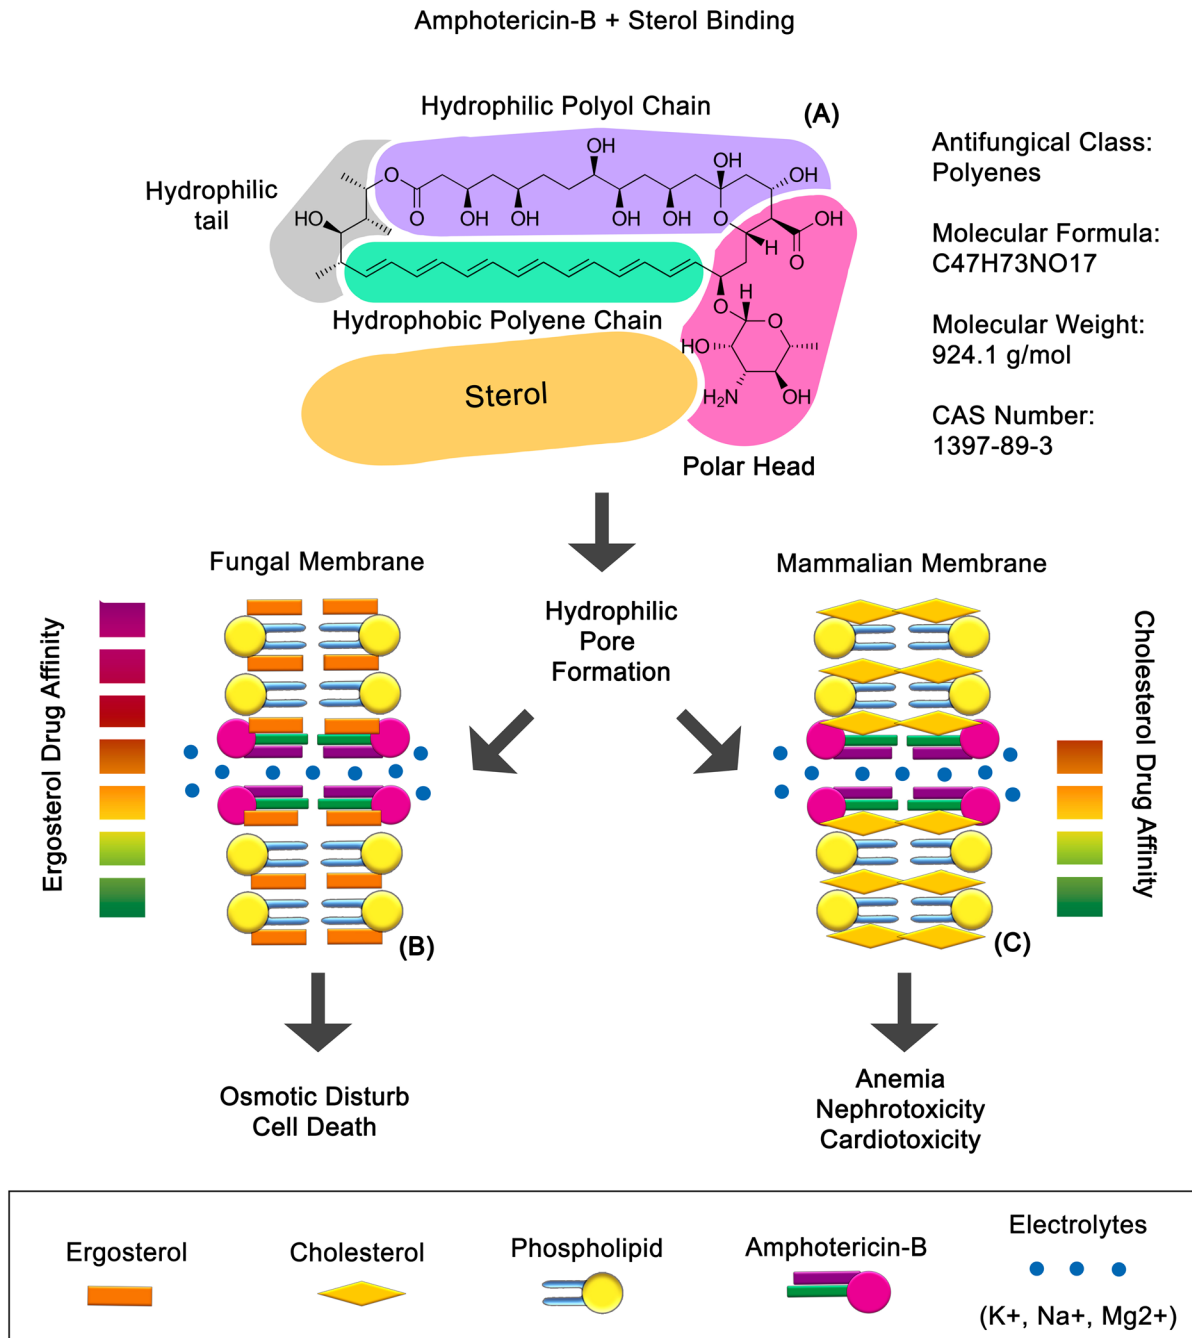 Amphotericin-B + Sterol Binding
Hydrophilic Polyol Chain
(A)
Hydrophilic
tail
Antifungical Class:
Polyenes
Molecular Formula:
C47H73NO17
Molecular Weight:
924.1 g/mol
CAS Number:
1397-89-3
O
O
OH
OH
OH
OH
OH
OH
OH
O
OH
HO
H
OH
O
O
H
O
HO
H₂N
OH
Hydrophobic Polyene Chain
Sterol
Polar Head
Fungal Membrane
Hydrophilic
Pore
Formation
Mammalian Membrane
Ergosterol Drug Affinity
Cholesterol Drug Affinity
(B)
(C)
Osmotic Disturb
Cell Death
Anemia
Nephrotoxicity
Cardiotoxicity
Ergosterol
Cholesterol
Phospholipid
Amphotericin-B
Electrolytes
(K+, Na+, Mg2+)